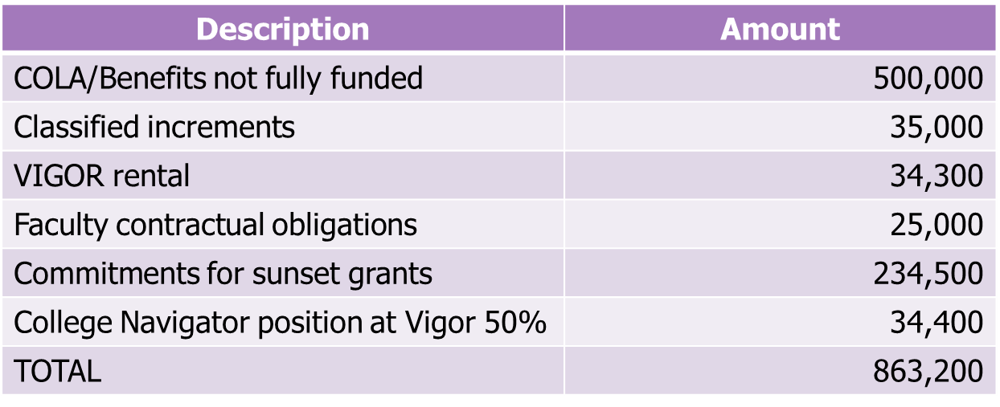 Description Amount
COLA/Benefits not fully funded 500,000
Classified increments 35,000
VIGOR rental 34,300
Faculty contractual obligations 25,000
Commitments for sunset grants 234,500
College Navigator position at Vigor 50% 34,400
TOTAL 863,200